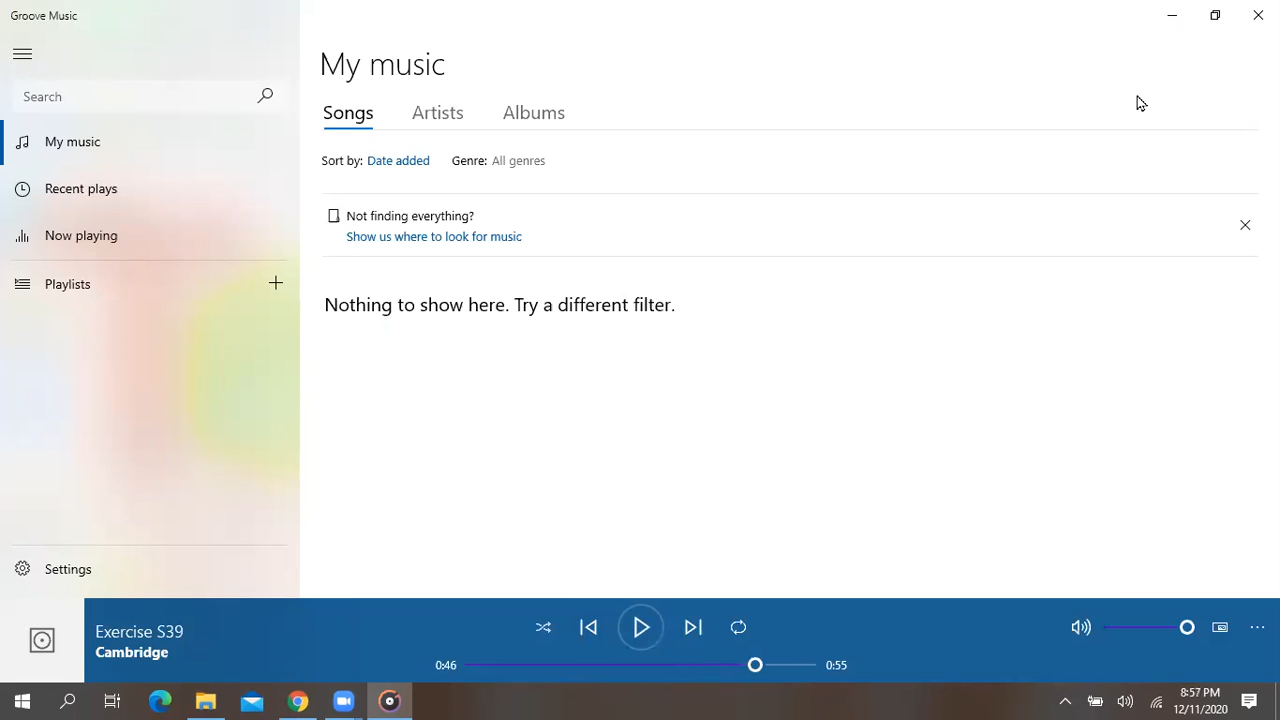 Groove Music
Search
My music
Recent plays
Now playing
Playlists
Settings
My music
Songs Artists Albums
Sort by: Date added Genre: All genres
Not finding everything?
Show us where to look for music
Nothing to show here. Try a different filter.
Exercise S39
Cambridge
0:46 0:55
8:57 PM
12/11/2020